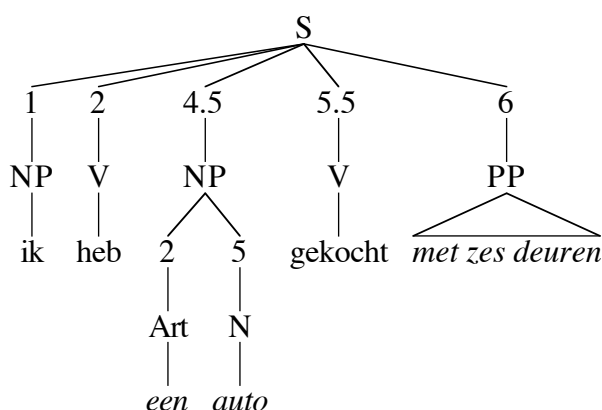 S
1 2 4.5 5.5 6
NP V NP V PP
ik heb 2 5 gekocht met zes deuren
Art N
een auto